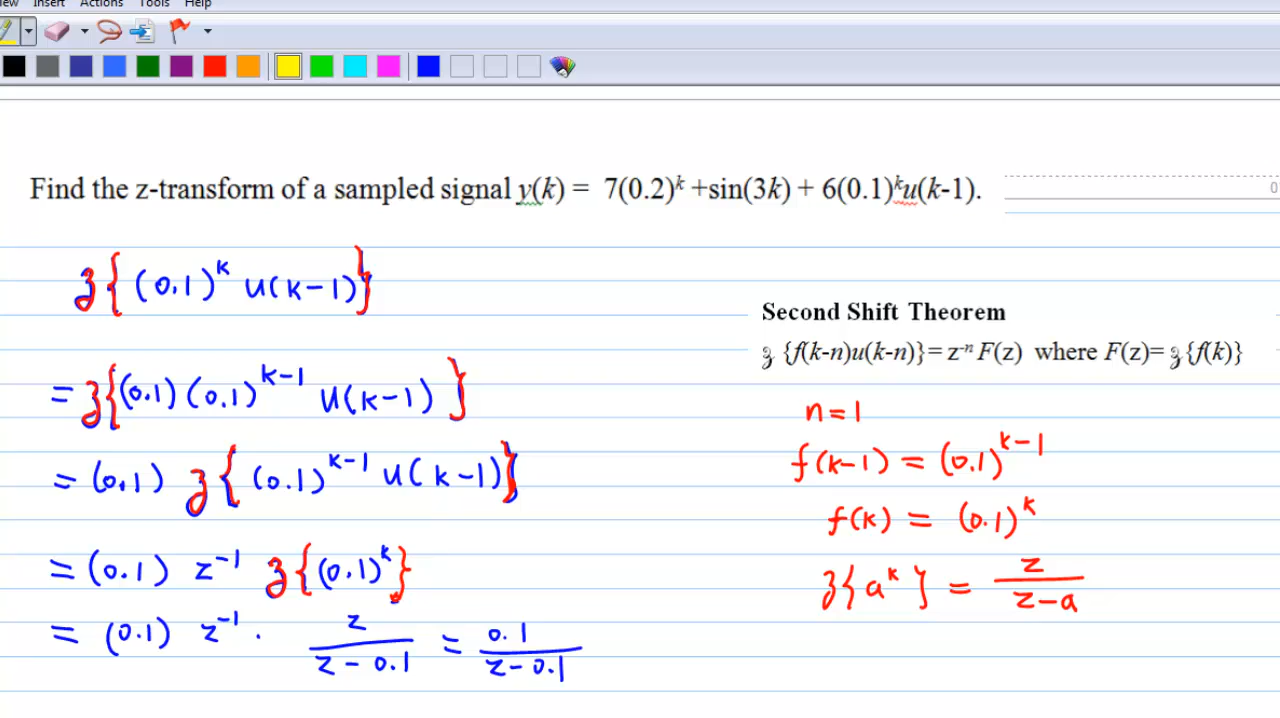 Insert Actions Tools Help
Find the z-transform of a sampled signal y(k) = 7(0.2)ᵏ +sin(3k) + 6(0.1)ᵏu(k-1).
𝔷{(0.1)ᵏ u(k-1)}
= 𝔷{(0.1) (0.1)ᵏ⁻¹ u(k-1)}
= (0.1) 𝔷{(0.1)ᵏ⁻¹ u(k-1)}
= (0.1) z⁻¹ 𝔷{(0.1)ᵏ}
= (0.1) z⁻¹ · z/(z - 0.1) = 0.1/(z - 0.1)
Second Shift Theorem
𝔷 {f(k-n)u(k-n)}= z⁻ⁿ F(z) where F(z)= 𝔷{f(k)}
n = 1
f(k-1) = (0.1)ᵏ⁻¹
f(k) = (0.1)ᵏ
𝔷{aᵏ} = z/(z-a)